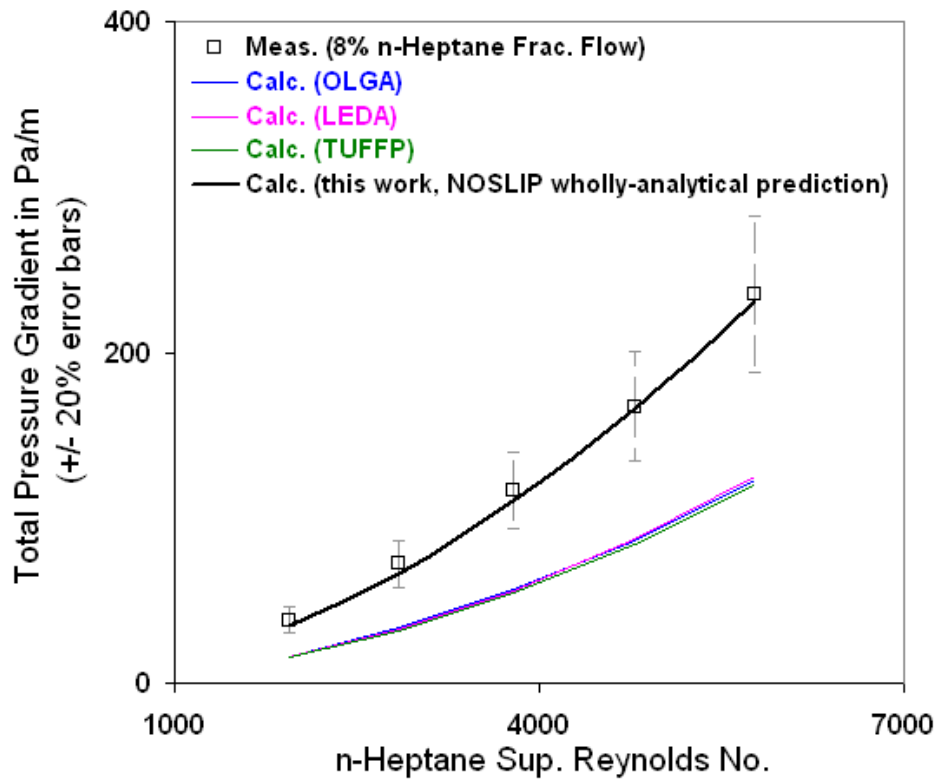 400
Meas. (8% n-Heptane Frac. Flow)
Calc. (OLGA)
Calc. (LEDA)
Calc. (TUFFP)
Calc. (this work, NOSLIP wholly-analytical prediction)
Total Pressure Gradient in Pa/m
(+/- 20% error bars)
200
0
1000
4000
7000
n-Heptane Sup. Reynolds No.